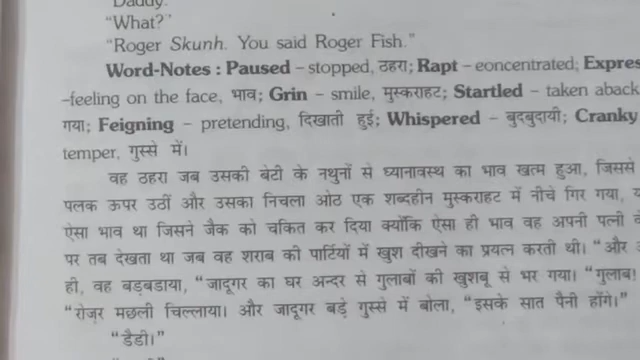 Daddy.
"What?"
"Roger Skunh. You said Roger Fish."
Word-Notes : Paused – stopped, ठहरा; Rapt – eoncentrated; Expres
–feeling on the face, भाव; Grin – smile, मुस्कराहट; Startled – taken aback
गया; Feigning – pretending, दिखाती हुई; Whispered – बुदबुदायी; Cranky
temper, गुस्से में।
वह ठहरा जब उसकी बेटी के नथुनों से ध्यानावस्थ का भाव खत्म हुआ, जिससे
पलक ऊपर उठीं और उसका निचला ओठ एक शब्दहीन मुस्कराहट में नीचे गिर गया,
ऐसा भाव था जिसने जैक को चकित कर दिया क्योंकि ऐसा ही भाव वह अपनी पत्नी
पर तब देखता था जब वह शराब की पार्टियों में खुश दीखने का प्रयत्न करती थी। "और
ही, वह बड़बडाया, "जादूगर का घर अन्दर से गुलाबों की खुशबू से भर गया। "गुलाब!
"रोज़र मछली चिल्लाया। और जादूगर बड़े गुस्से में बोला, "इसके सात पैनी होंगे।"
"डैडी।"